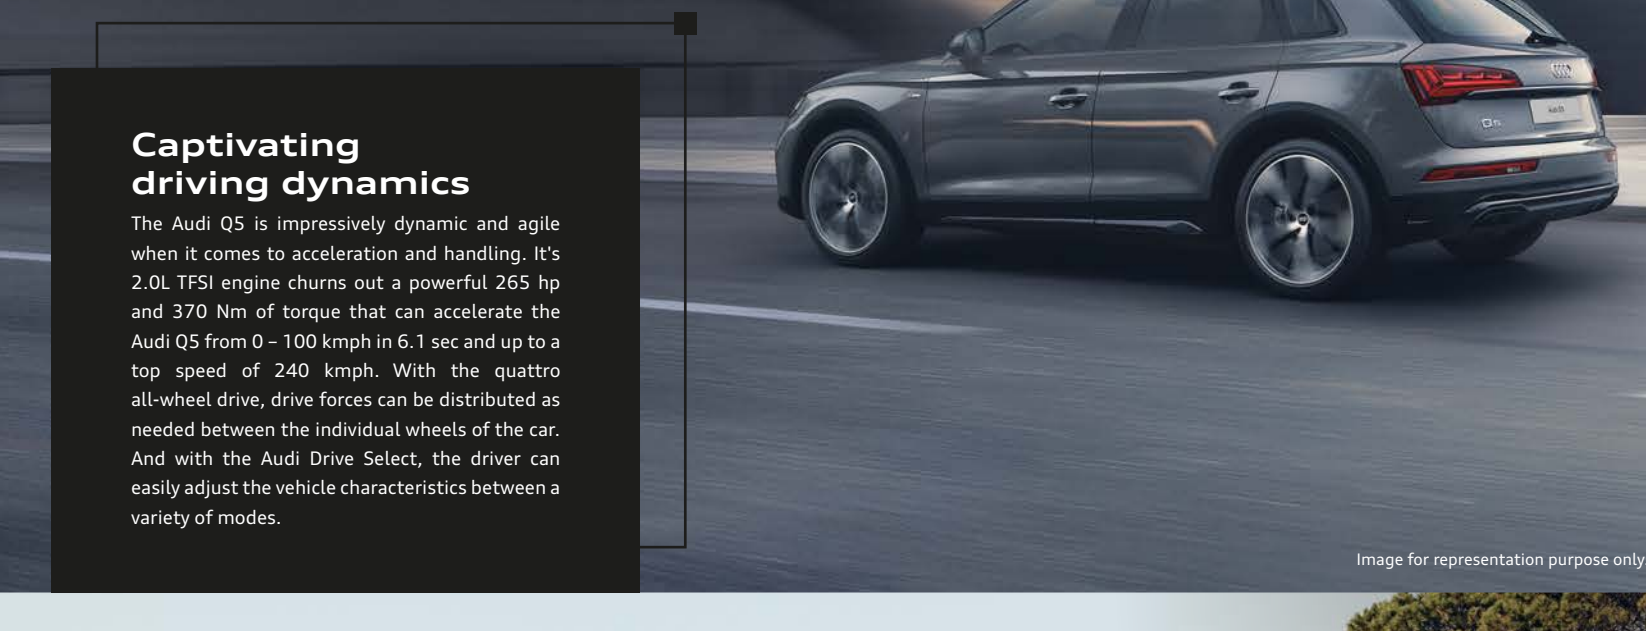 Captivating
driving dynamics
The Audi Q5 is impressively dynamic and agile
when it comes to acceleration and handling. It's
2.0L TFSI engine churns out a powerful 265 hp
and 370 Nm of torque that can accelerate the
Audi Q5 from 0 – 100 kmph in 6.1 sec and up to a
top speed of 240 kmph. With the quattro
all-wheel drive, drive forces can be distributed as
needed between the individual wheels of the car.
And with the Audi Drive Select, the driver can
easily adjust the vehicle characteristics between a
variety of modes.
Image for representation purpose only.